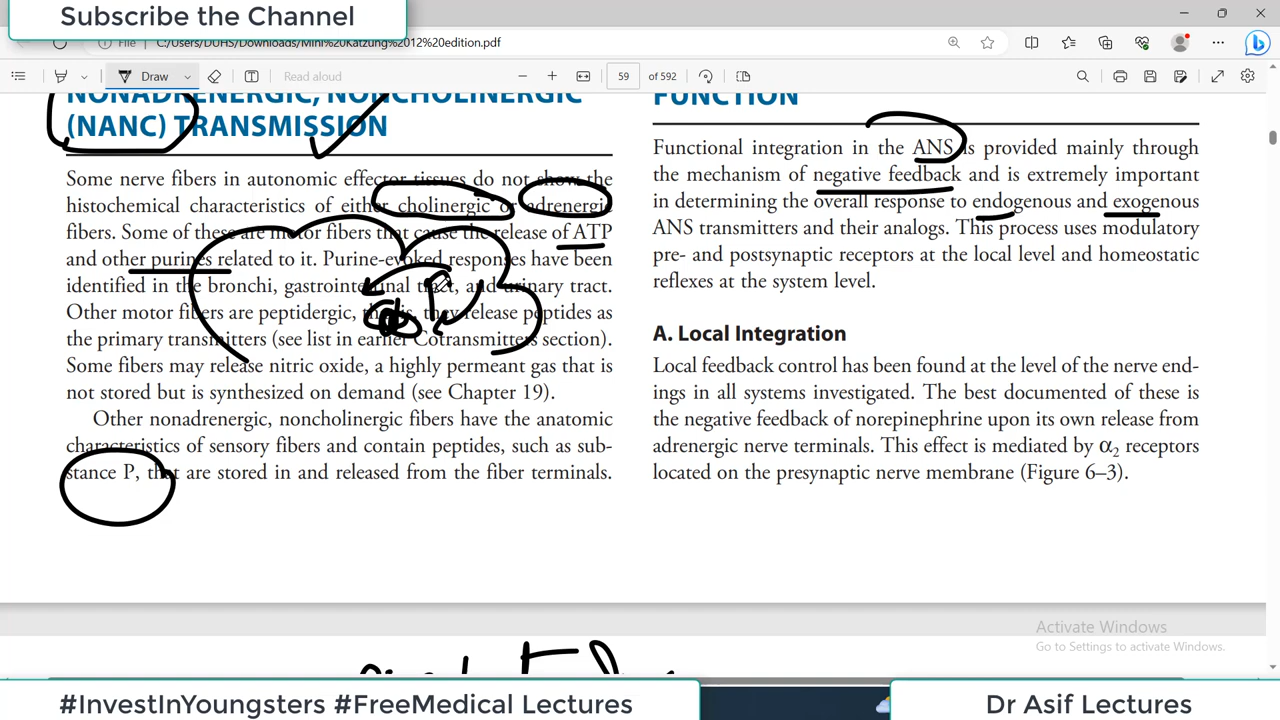 Subscribe the Channel
File
C:/Users/DUHS/Downloads/Mini%20Katzung%2012%20edition.pdf
Draw
Read aloud
59
of 592
NONADRENERGIC, NONCHOLINERGIC
(NANC) TRANSMISSION
Some nerve fibers in autonomic effector tissues do not show the
histochemical characteristics of either cholinergic or adrenergic
fibers. Some of these are motor fibers that cause the release of ATP
and other purines related to it. Purine-evoked responses have been
identified in the bronchi, gastrointestinal tract, and urinary tract.
Other motor fibers are peptidergic, that is, they release peptides as
the primary transmitters (see list in earlier Cotransmitters section).
Some fibers may release nitric oxide, a highly permeant gas that is
not stored but is synthesized on demand (see Chapter 19).
Other nonadrenergic, noncholinergic fibers have the anatomic
characteristics of sensory fibers and contain peptides, such as sub-
stance P, that are stored in and released from the fiber terminals.
FUNCTION
Functional integration in the ANS is provided mainly through
the mechanism of negative feedback and is extremely important
in determining the overall response to endogenous and exogenous
ANS transmitters and their analogs. This process uses modulatory
pre- and postsynaptic receptors at the local level and homeostatic
reflexes at the system level.
A. Local Integration
Local feedback control has been found at the level of the nerve end-
ings in all systems investigated. The best documented of these is
the negative feedback of norepinephrine upon its own release from
adrenergic nerve terminals. This effect is mediated by α₂ receptors
located on the presynaptic nerve membrane (Figure 6–3).
Activate Windows
Go to Settings to activate Windows.
#InvestInYoungsters #FreeMedical Lectures
Dr Asif Lectures